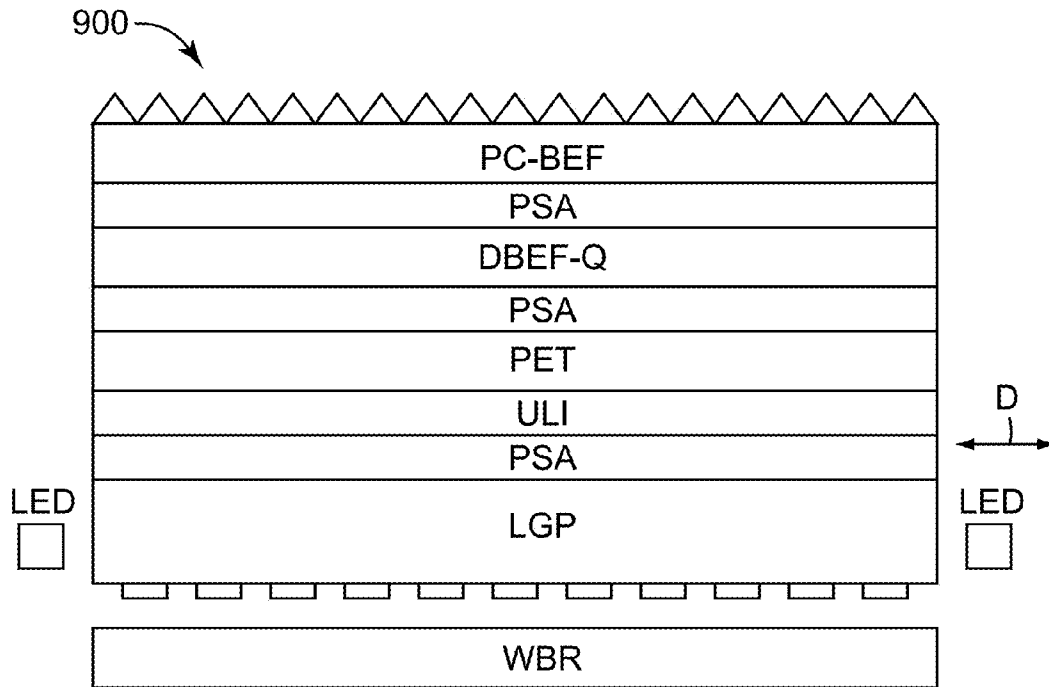 900
PC-BEF
PSA
DBEF-Q
PSA
PET
ULI
D
PSA
LED
LED
LGP
WBR